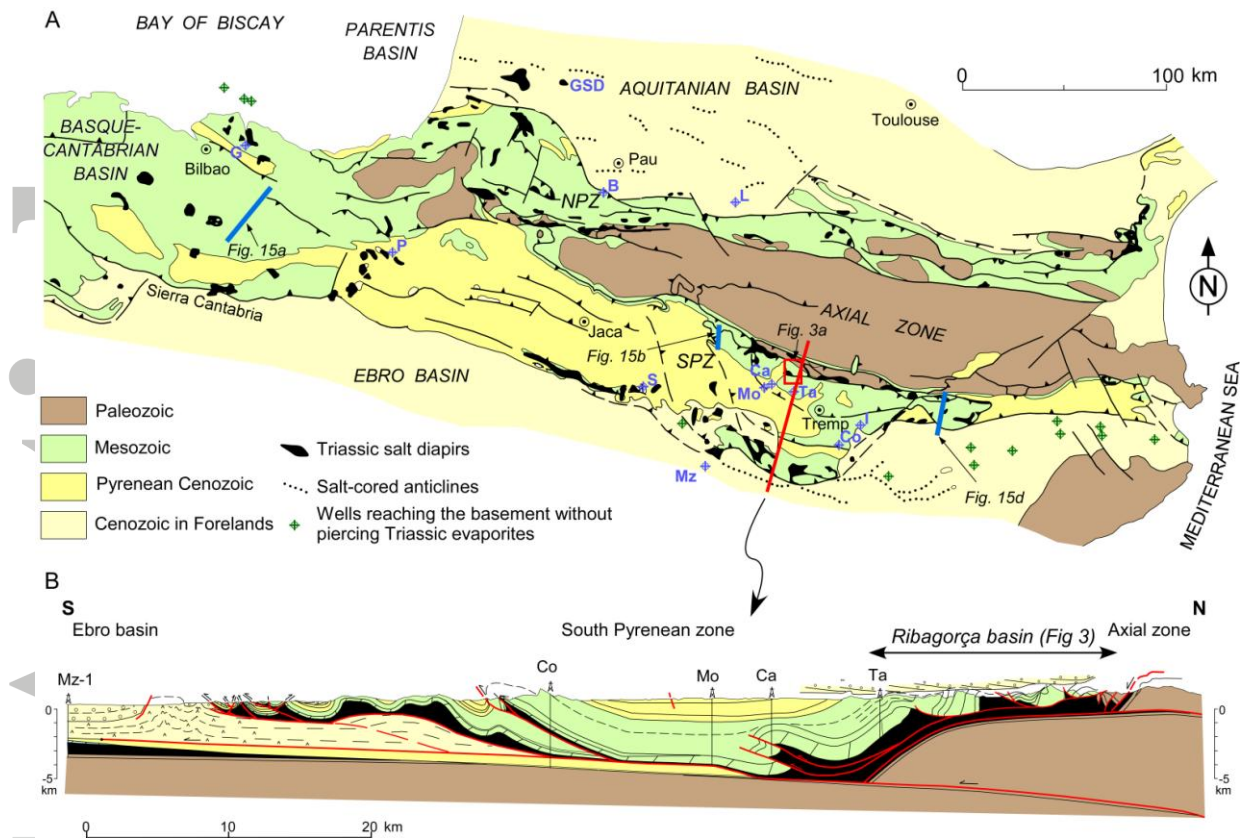 A
BAY OF BISCAY
PARENTIS
BASIN
0
100 km
GSD
AQUITANIAN BASIN
Toulouse
BASQUE-
CANTABRIAN
BASIN
G
Bilbao
Pau
B
NPZ
L
Fig. 15a
P
N
Sierra Cantabria
AXIAL ZONE
Jaca
Fig. 3a
Fig. 15b
SPZ
EBRO BASIN
S
Ca
Mo
Ta
Tremp
I
Co
Mz
Fig. 15d
MEDITERRANEAN SEA
Paleozoic
Mesozoic
Pyrenean Cenozoic
Cenozoic in Forelands
Triassic salt diapirs
Salt-cored anticlines
Wells reaching the basement without
piercing Triassic evaporites
B
S
N
Ebro basin
South Pyrenean zone
Ribagorça basin (Fig 3)
Axial zone
Mz-1
Co
Mo
Ca
Ta
0
-5
km
0
-5
km
0
10
20 km